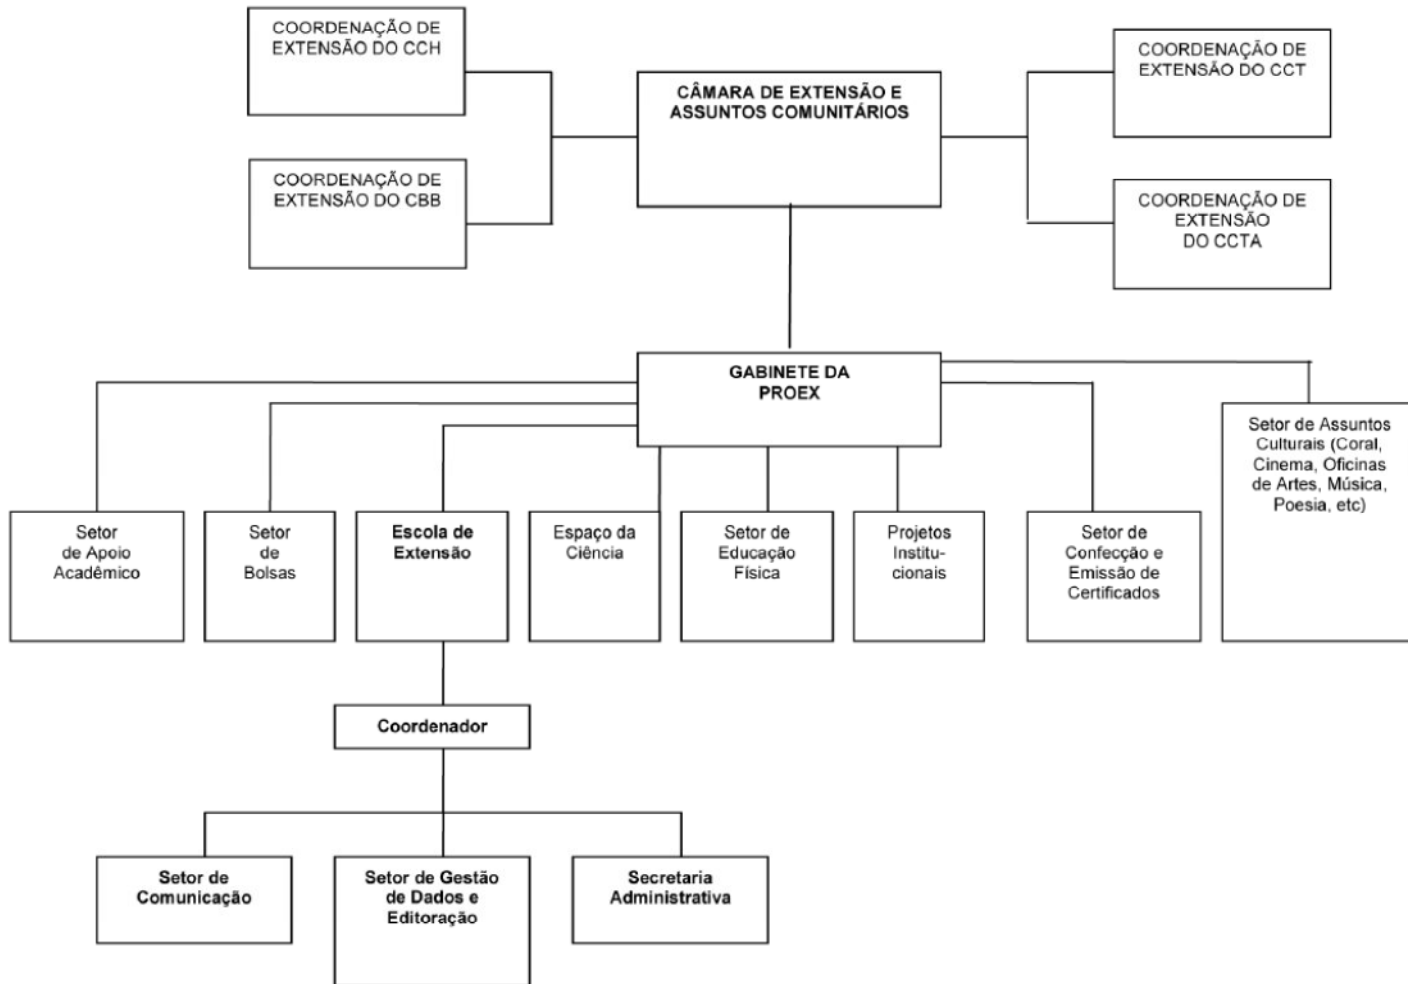 COORDENAÇÃO DE
EXTENSÃO DO CCH
COORDENAÇÃO DE
EXTENSÃO DO CBB
CÂMARA DE EXTENSÃO E
ASSUNTOS COMUNITÁRIOS
COORDENAÇÃO DE
EXTENSÃO DO CCT
COORDENAÇÃO DE
EXTENSÃO
DO CCTA
GABINETE DA
PROEX
Setor
de Apoio
Acadêmico
Setor
de
Bolsas
Escola de
Extensão
Espaço da
Ciência
Setor de
Educação
Física
Projetos
Institu-
cionais
Setor de
Confecção e
Emissão de
Certificados
Setor de Assuntos
Culturais (Coral,
Cinema, Oficinas
de Artes, Música,
Poesia, etc)
Coordenador
Setor de
Comunicação
Setor de Gestão
de Dados e
Editoração
Secretaria
Administrativa